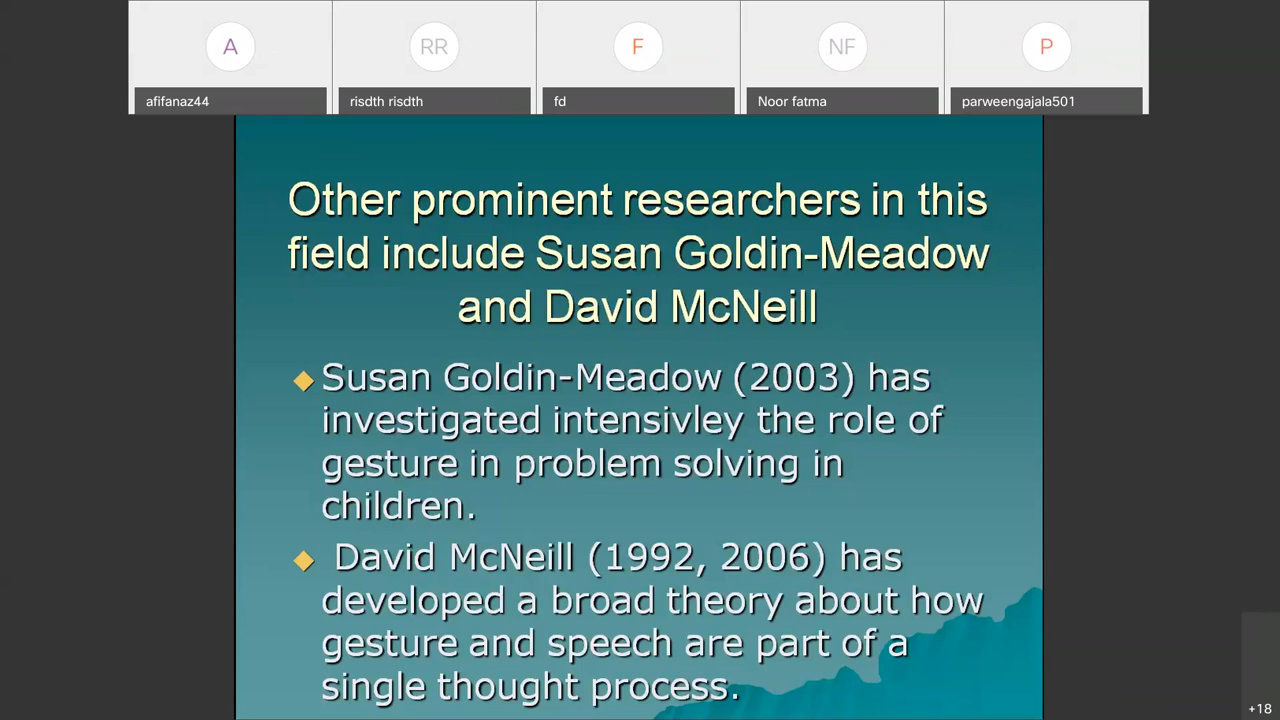 A RR F NF P
afifanaz44 risdth risdth fd Noor fatma parweengajala501
Other prominent researchers in this
field include Susan Goldin-Meadow
and David McNeill
Susan Goldin-Meadow (2003) has
investigated intensivley the role of
gesture in problem solving in
children.
David McNeill (1992, 2006) has
developed a broad theory about how
gesture and speech are part of a
single thought process.
+18